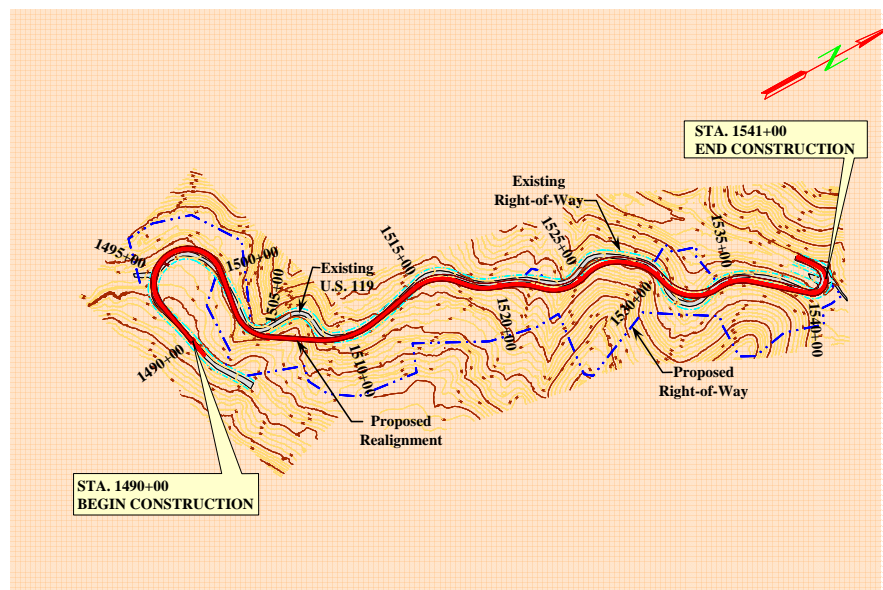 STA. 1541+00
END CONSTRUCTION
Existing
Right-of-Way
1495+00
1500+00
1505+00
Existing
U.S. 119
1515+00
1525+00
1535+00
1490+00
1510+00
1520+00
1530+00
1540+00
Proposed
Right-of-Way
Proposed
Realignment
STA. 1490+00
BEGIN CONSTRUCTION